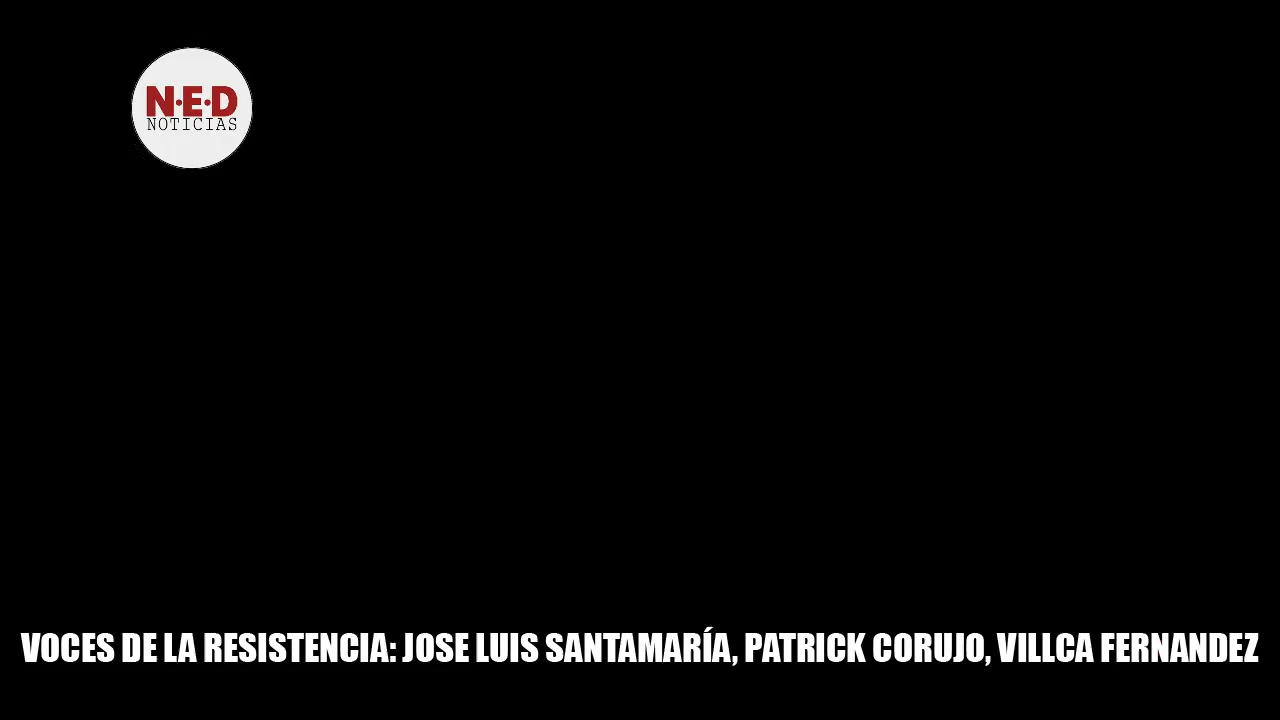 N·E·D
NOTICIAS
VOCES DE LA RESISTENCIA: JOSE LUIS SANTAMARÍA, PATRICK CORUJO, VILLCA FERNANDEZ